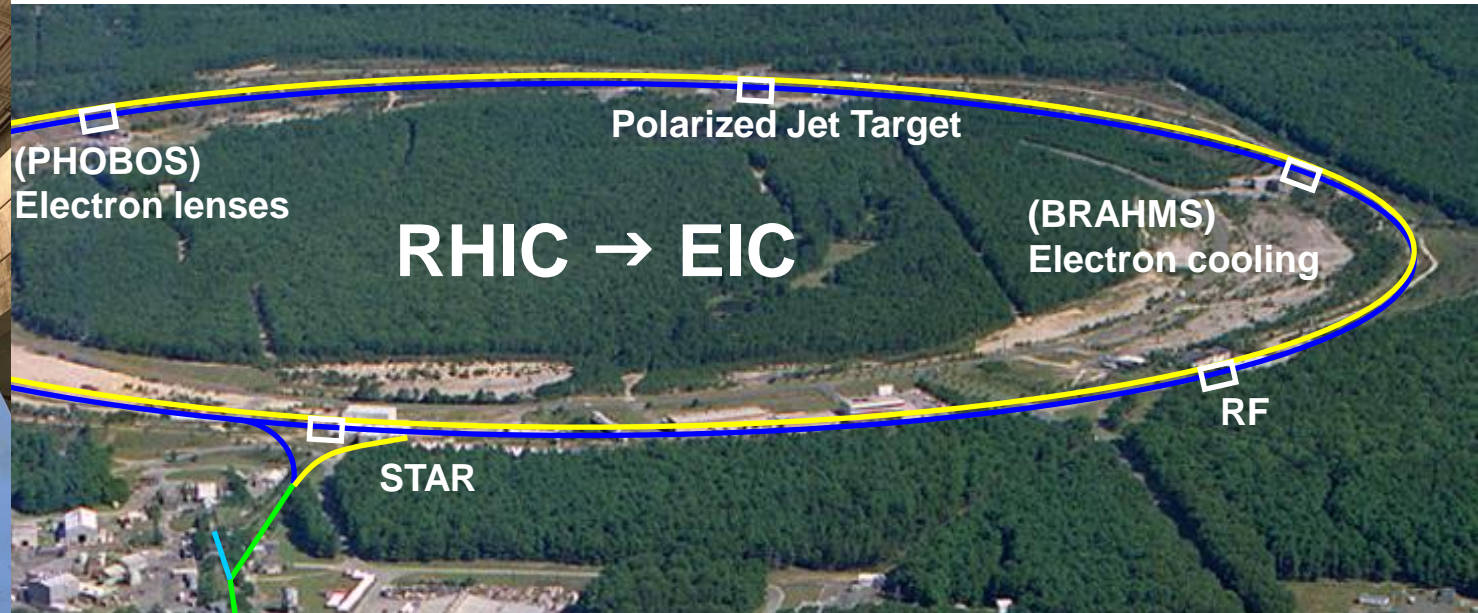 Polarized Jet Target
(PHOBOS)
Electron lenses
(BRAHMS)
Electron cooling
RHIC → EIC
RF
STAR